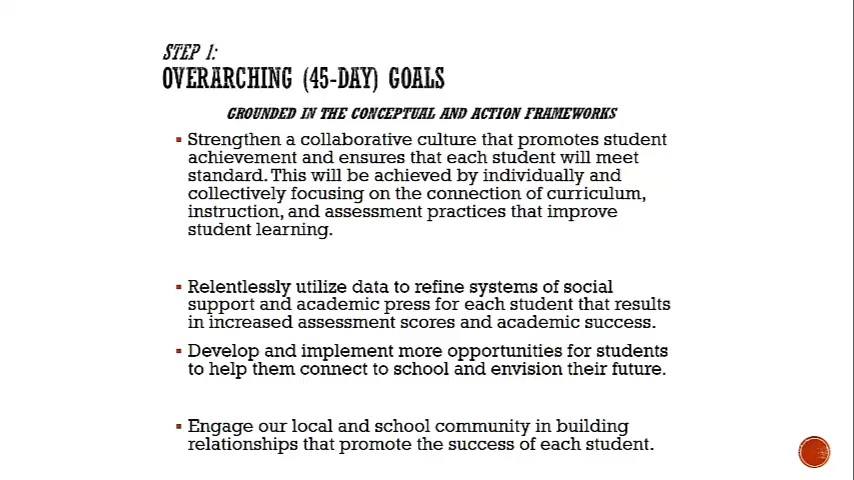 STEP 1:
OVERARCHING (45-DAY) GOALS
GROUNDED IN THE CONCEPTUAL AND ACTION FRAMEWORKS
▪ Strengthen a collaborative culture that promotes student
achievement and ensures that each student will meet
standard. This will be achieved by individually and
collectively focusing on the connection of curriculum,
instruction, and assessment practices that improve
student learning.
▪ Relentlessly utilize data to refine systems of social
support and academic press for each student that results
in increased assessment scores and academic success.
▪ Develop and implement more opportunities for students
to help them connect to school and envision their future.
▪ Engage our local and school community in building
relationships that promote the success of each student.